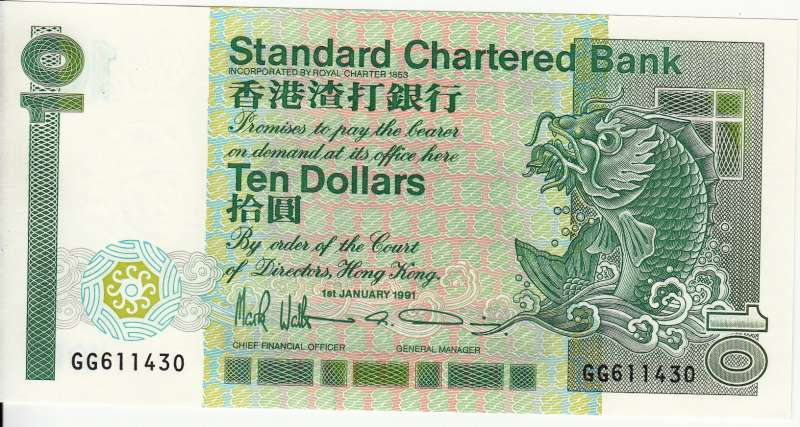 10
Standard Chartered Bank
INCORPORATED BY ROYAL CHARTER 1853
香港渣打銀行
Promises to pay the bearer
on demand at its office here
Ten Dollars
拾圓
By order of the Court
of Directors, Hong Kong,
1st JANUARY 1991
CHIEF FINANCIAL OFFICER GENERAL MANAGER
GG611430
GG611430
10